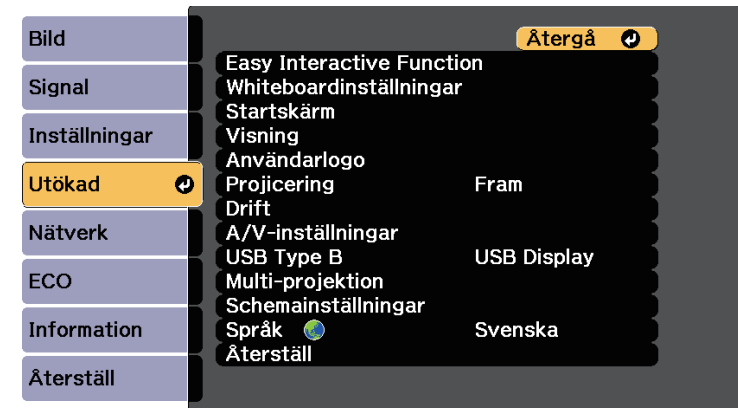 Bild
Signal
Inställningar
Utökad
Nätverk
ECO
Information
Återställ
Återgå
Easy Interactive Function
Whiteboardinställningar
Startskärm
Visning
Användarlogo
Projicering Fram
Drift
A/V-inställningar
USB Type B USB Display
Multi-projektion
Schemainställningar
Språk Svenska
Återställ